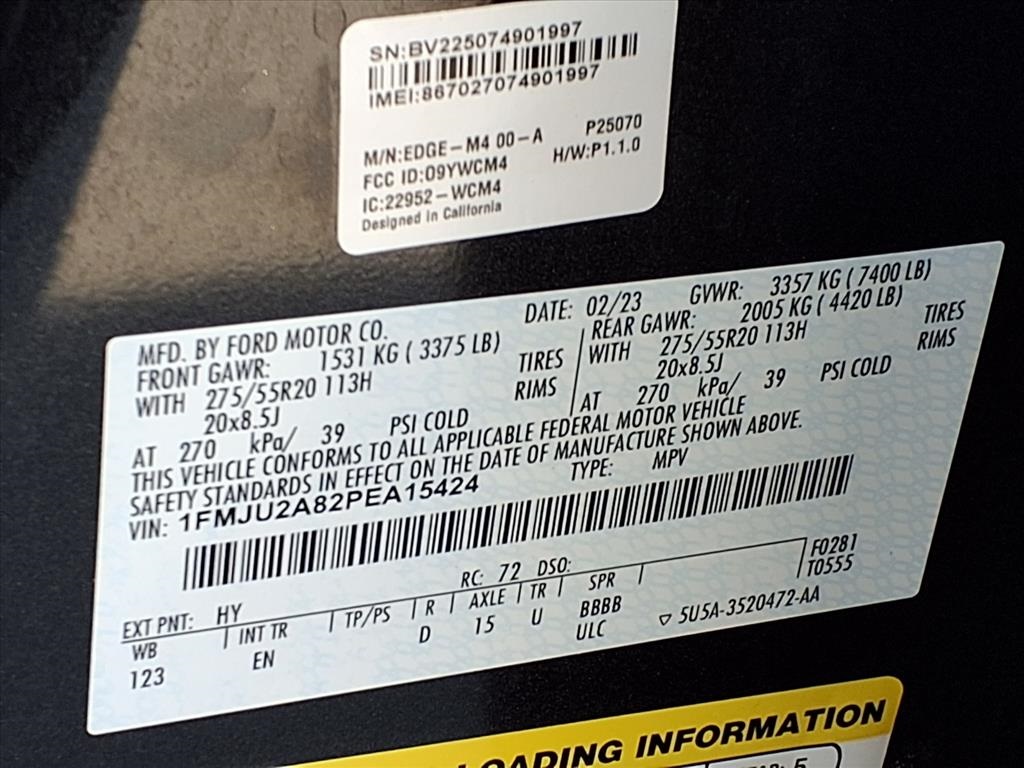 SN:BV225074901997
IMEI:867027074901997
M/N:EDGE-M4 00-A P25070
FCC ID:O9YWCM4 H/W:P1.1.0
IC:22952-WCM4
Designed in California
MFD. BY FORD MOTOR CO. DATE: 02/23 GVWR: 3357 KG ( 7400 LB)
FRONT GAWR: 1531 KG ( 3375 LB) REAR GAWR: 2005 KG ( 4420 LB)
WITH 275/55R20 113H TIRES WITH 275/55R20 113H TIRES
20x8.5J RIMS 20x8.5J RIMS
AT 270 kPa/ 39 PSI COLD AT 270 kPa/ 39 PSI COLD
THIS VEHICLE CONFORMS TO ALL APPLICABLE FEDERAL MOTOR VEHICLE
SAFETY STANDARDS IN EFFECT ON THE DATE OF MANUFACTURE SHOWN ABOVE.
VIN: 1FMJU2A82PEA15424 TYPE: MPV
EXT PNT: HY RC: 72 DSO: F0281
WB INT TR TP/PS R AXLE TR SPR T0555
123 EN D 15 U BBBB
ULC ▽ 5U5A-3520472-AA
LOADING INFORMATION
5